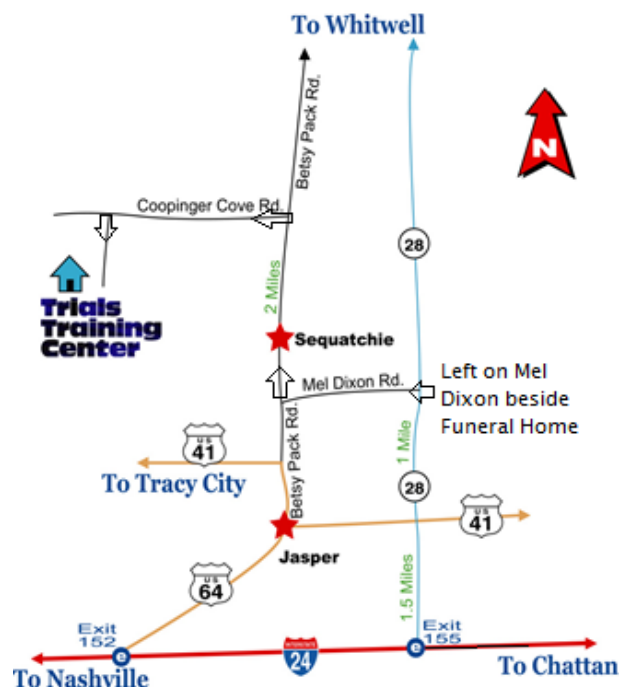 To Whitwell
Betsy Pack Rd.
N
Coopinger Cove Rd.
28
2 Miles
Trials
Training
Center
Sequatchie
Mel Dixon Rd.
Left on Mel
Dixon beside
Funeral Home
1 Mile
US
41
To Tracy City
Betsy Pack Rd.
28
US
41
Jasper
US
64
1.5 Miles
Exit
152
e
INTERSTATE
24
Exit
155
e
To Nashville
To Chattan